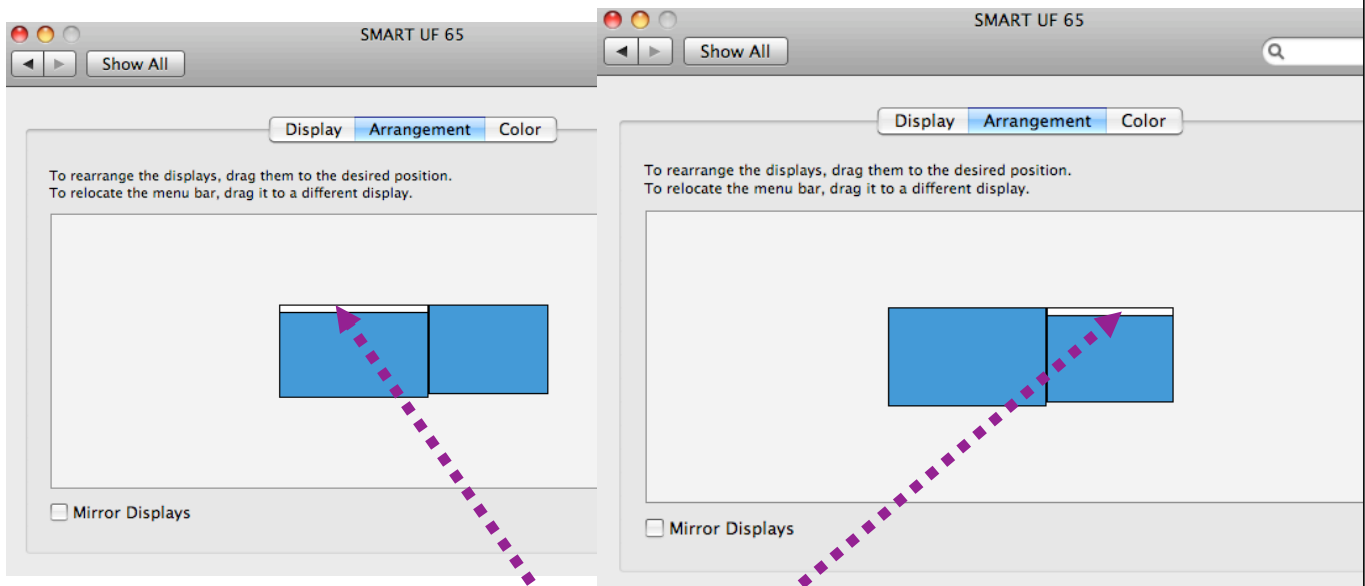 SMART UF 65
Show All
Display Arrangement Color
To rearrange the displays, drag them to the desired position.
To relocate the menu bar, drag it to a different display.
Mirror Displays
SMART UF 65
Show All
Display Arrangement Color
To rearrange the displays, drag them to the desired position.
To relocate the menu bar, drag it to a different display.
Mirror Displays